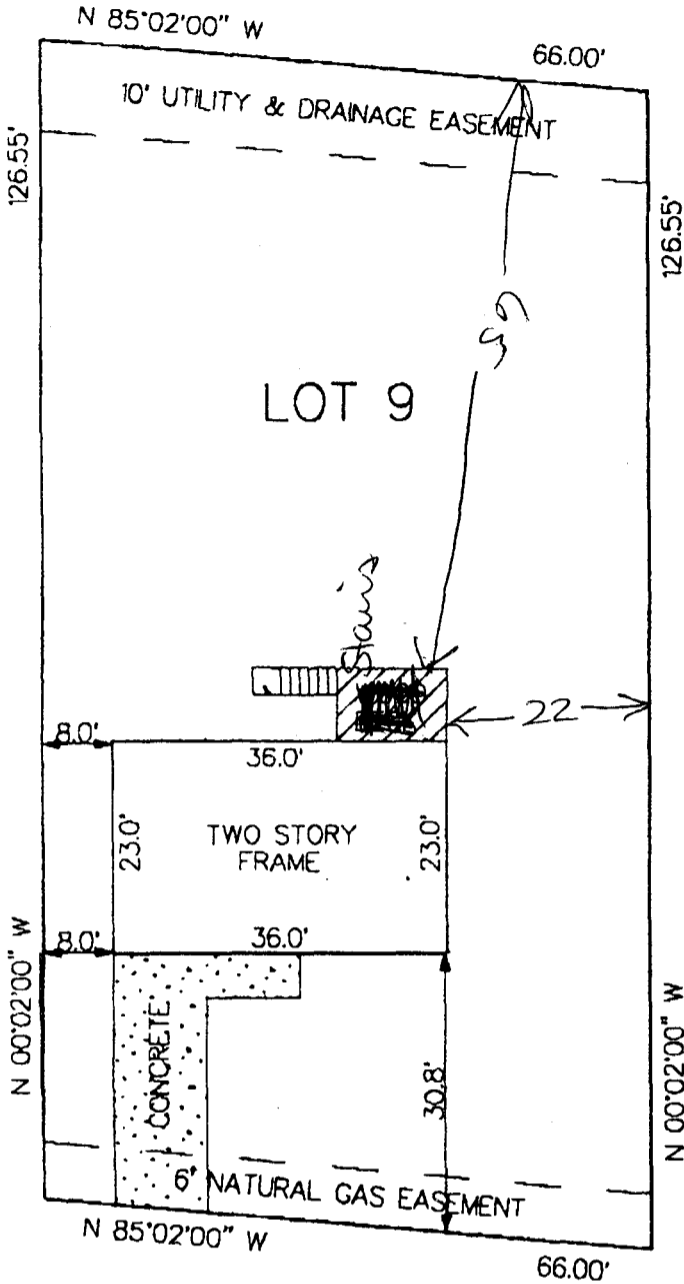 N 85°02'00" W
66.00'
10' UTILITY & DRAINAGE EASEMENT
126.55'
126.55'
65
LOT 9
Stairs
22
8.0'
36.0'
23.0'
TWO STORY
FRAME
23.0'
8.0'
36.0'
N 00°02'00" W
CONCRETE
30.8'
N 00°02'00" W
6' NATURAL GAS EASEMENT
N 85°02'00" W
66.00'